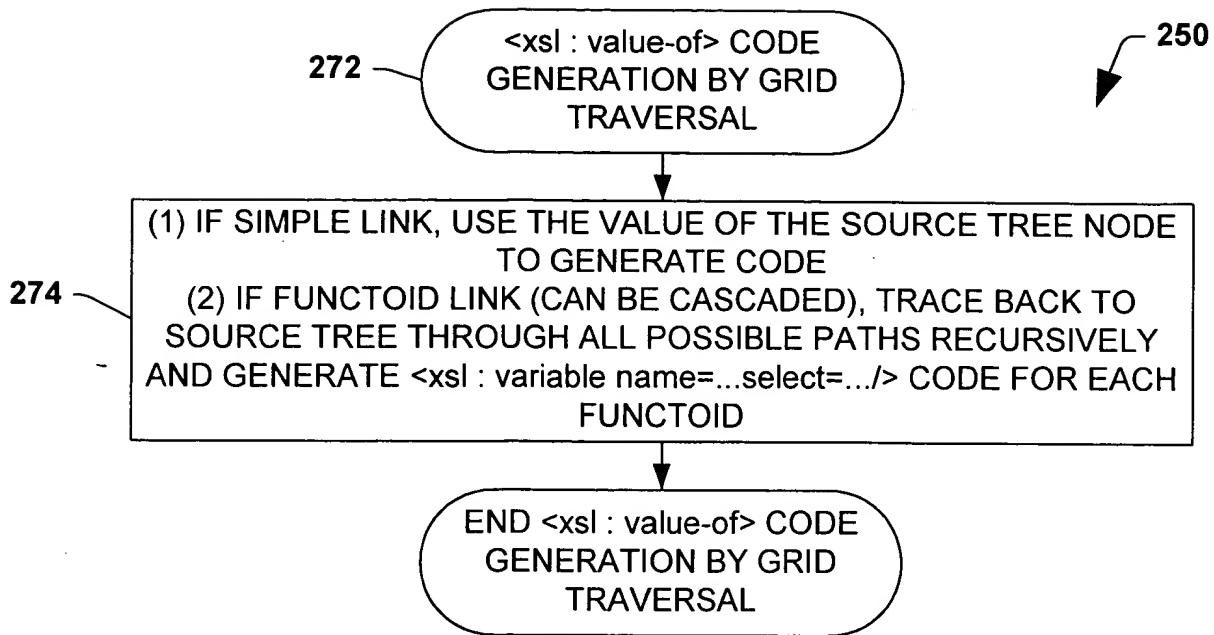 <xsl : value-of> CODE
GENERATION BY GRID
TRAVERSAL
272
250
(1) IF SIMPLE LINK, USE THE VALUE OF THE SOURCE TREE NODE
TO GENERATE CODE
(2) IF FUNCTOID LINK (CAN BE CASCADED), TRACE BACK TO
SOURCE TREE THROUGH ALL POSSIBLE PATHS RECURSIVELY
AND GENERATE <xsl : variable name=...select=.../> CODE FOR EACH
FUNCTOID
274
END <xsl : value-of> CODE
GENERATION BY GRID
TRAVERSAL